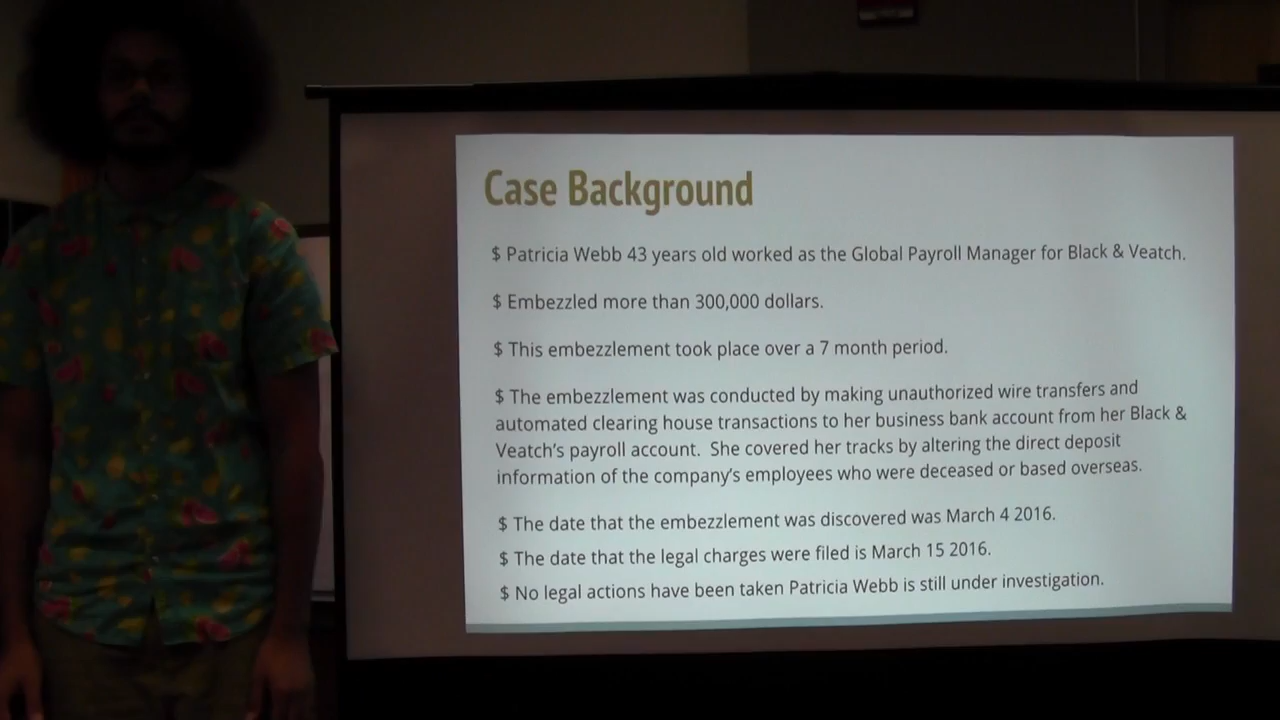 Case Background
$ Patricia Webb 43 years old worked as the Global Payroll Manager for Black & Veatch.
$ Embezzled more than 300,000 dollars.
$ This embezzlement took place over a 7 month period.
$ The embezzlement was conducted by making unauthorized wire transfers and
automated clearing house transactions to her business bank account from her Black &
Veatch's payroll account.  She covered her tracks by altering the direct deposit
information of the company's employees who were deceased or based overseas.
$ The date that the embezzlement was discovered was March 4 2016.
$ The date that the legal charges were filed is March 15 2016.
$ No legal actions have been taken Patricia Webb is still under investigation.